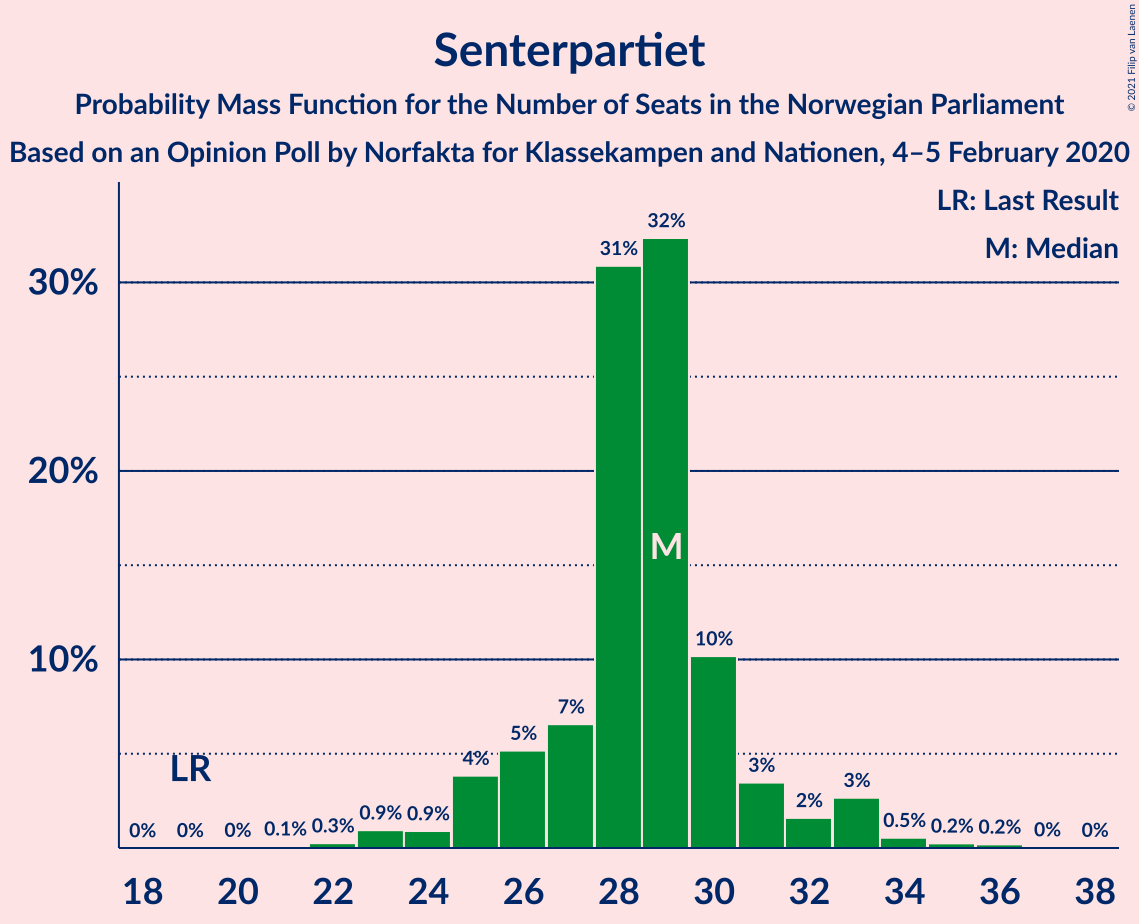 © 2021 Filip van Laenen
Senterpartiet
Probability Mass Function for the Number of Seats in the Norwegian Parliament
Based on an Opinion Poll by Norfakta for Klassekampen and Nationen, 4–5 February 2020
LR: Last Result
M: Median
30%
20%
10%
0% 0% 0% 0.1% 0.3% 0.9% 0.9% 4% 5% 7% 31% 32% 10% 3% 2% 3% 0.5% 0.2% 0.2% 0% 0%
LR
M
18 20 22 24 26 28 30 32 34 36 38